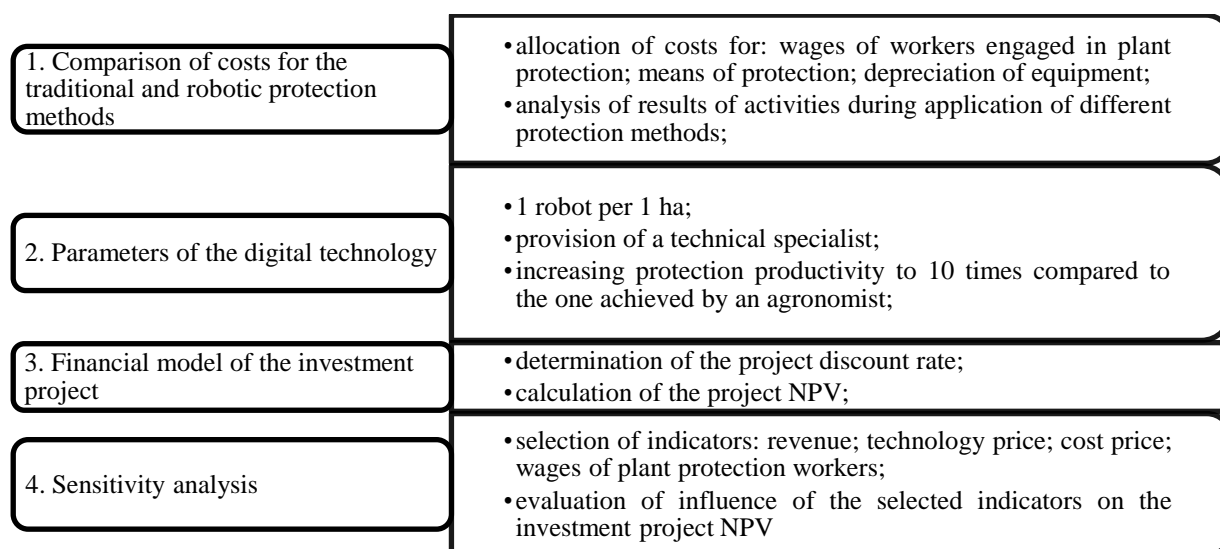 1. Comparison of costs for the
traditional and robotic protection
methods
•allocation of costs for: wages of workers engaged in plant
protection; means of protection; depreciation of equipment;
•analysis of results of activities during application of different
protection methods;
2. Parameters of the digital technology
•1 robot per 1 ha;
•provision of a technical specialist;
•increasing protection productivity to 10 times compared to
the one achieved by an agronomist;
3. Financial model of the investment
project
•determination of the project discount rate;
•calculation of the project NPV;
4. Sensitivity analysis
•selection of indicators: revenue; technology price; cost price;
wages of plant protection workers;
•evaluation of influence of the selected indicators on the
investment project NPV